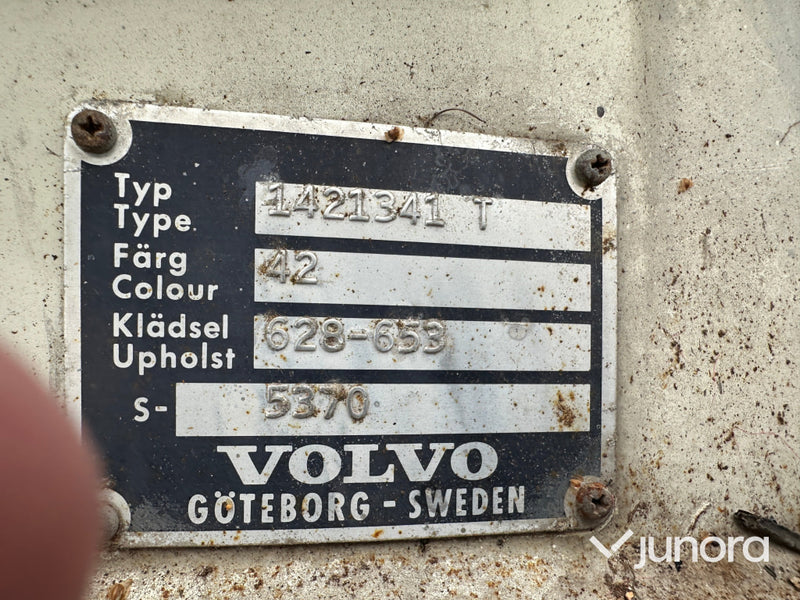 Typ
Type. 1421341 T
Färg
Colour 42
Klädsel
Upholst 628-653
S- 5370
VOLVO
GÖTEBORG - SWEDEN
junora